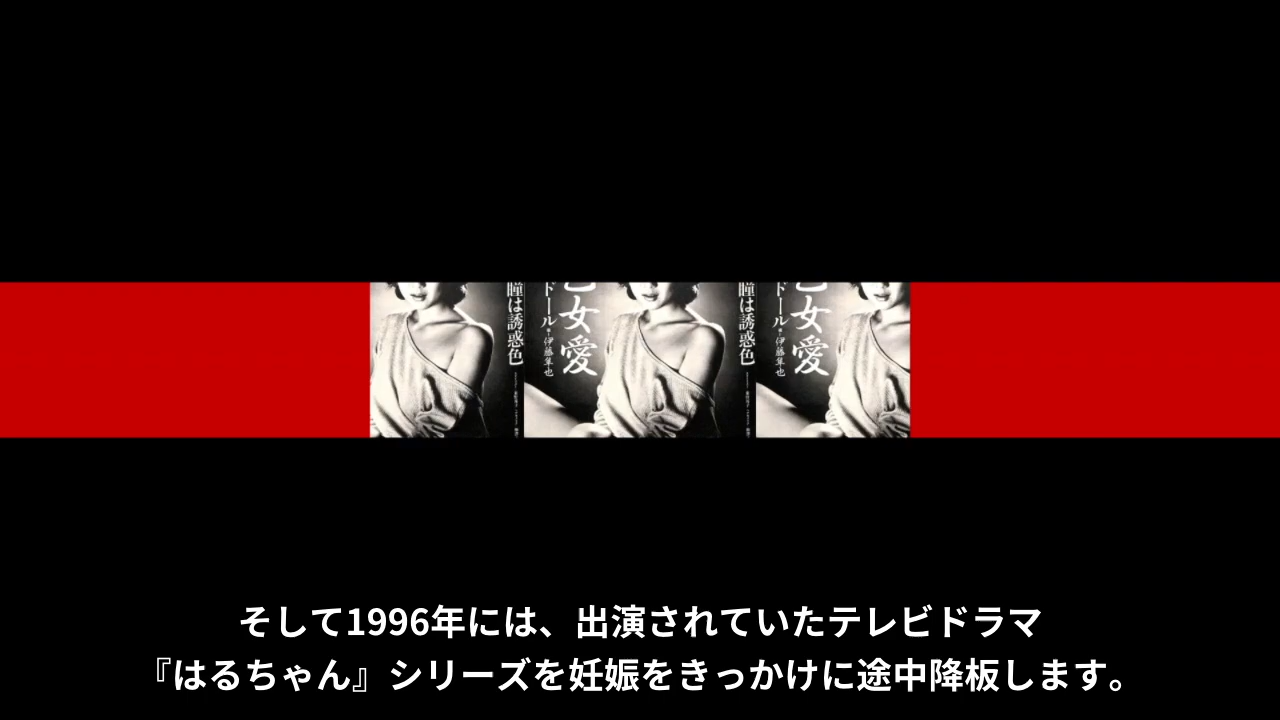 瞳は誘惑色
乙女愛
ドール
伊藤隼也
瞳は誘惑色
乙女愛
ドール
伊藤隼也
そして1996年には、出演されていたテレビドラマ
『はるちゃん』シリーズを妊娠をきっかけに途中降板します。